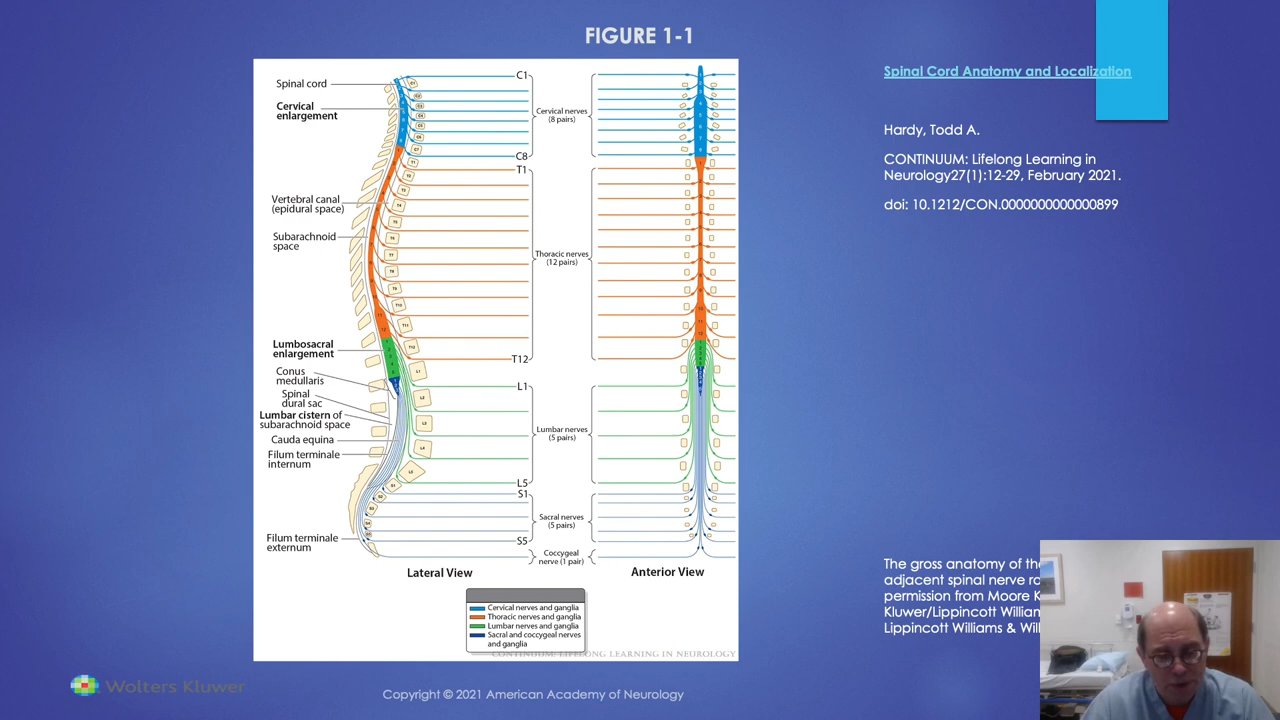 FIGURE 1-1
Spinal cord
Cervical
enlargement
Vertebral canal
(epidural space)
Subarachnoid
space
Lumbosacral
enlargement
Conus
medullaris
Spinal
dural sac
Lumbar cistern of
subarachnoid space
Cauda equina
Filum terminale
internum
Filum terminale
externum
C1
C8
T1
T12
L1
L5
S1
S5
Cervical nerves
(8 pairs)
Thoracic nerves
(12 pairs)
Lumbar nerves
(5 pairs)
Sacral nerves
(5 pairs)
Coccygeal
nerve (1 pair)
Lateral View
Anterior View
Cervical nerves and ganglia
Thoracic nerves and ganglia
Lumbar nerves and ganglia
Sacral and coccygeal nerves
and ganglia
CONTINUUM: LIFELONG LEARNING IN NEUROLOGY
Spinal Cord Anatomy and Localization
Hardy, Todd A.
CONTINUUM: Lifelong Learning in
Neurology27(1):12-29, February 2021.
doi: 10.1212/CON.0000000000000899
The gross anatomy of th
adjacent spinal nerve ro
permission from Moore K
Kluwer/Lippincott William
Lippincott Williams & Wil
Wolters Kluwer
Copyright © 2021 American Academy of Neurology